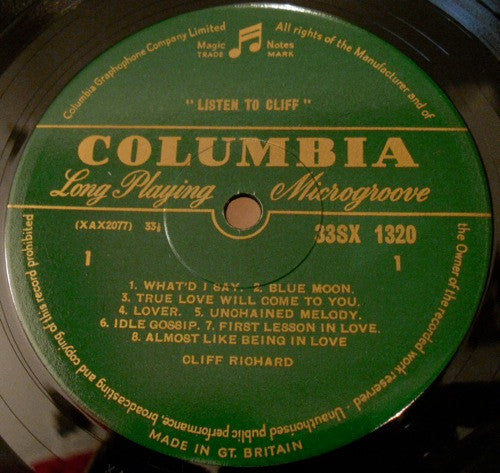 Columbia Graphophone Company Limited
All rights of the Manufacturer and of the Owner of the recorded work reserved - Unauthorised public performance, broadcasting and copying of this record prohibited
Magic Notes
TRADE MARK
"LISTEN TO CLIFF"
COLUMBIA
Long Playing Microgroove
(XAX2077) 33⅓
33SX 1320
1 1
1. WHAT'D I SAY. 2. BLUE MOON.
3. TRUE LOVE WILL COME TO YOU.
4. LOVER. 5. UNCHAINED MELODY.
6. IDLE GOSSIP. 7. FIRST LESSON IN LOVE.
8. ALMOST LIKE BEING IN LOVE
CLIFF RICHARD
MADE IN GT. BRITAIN